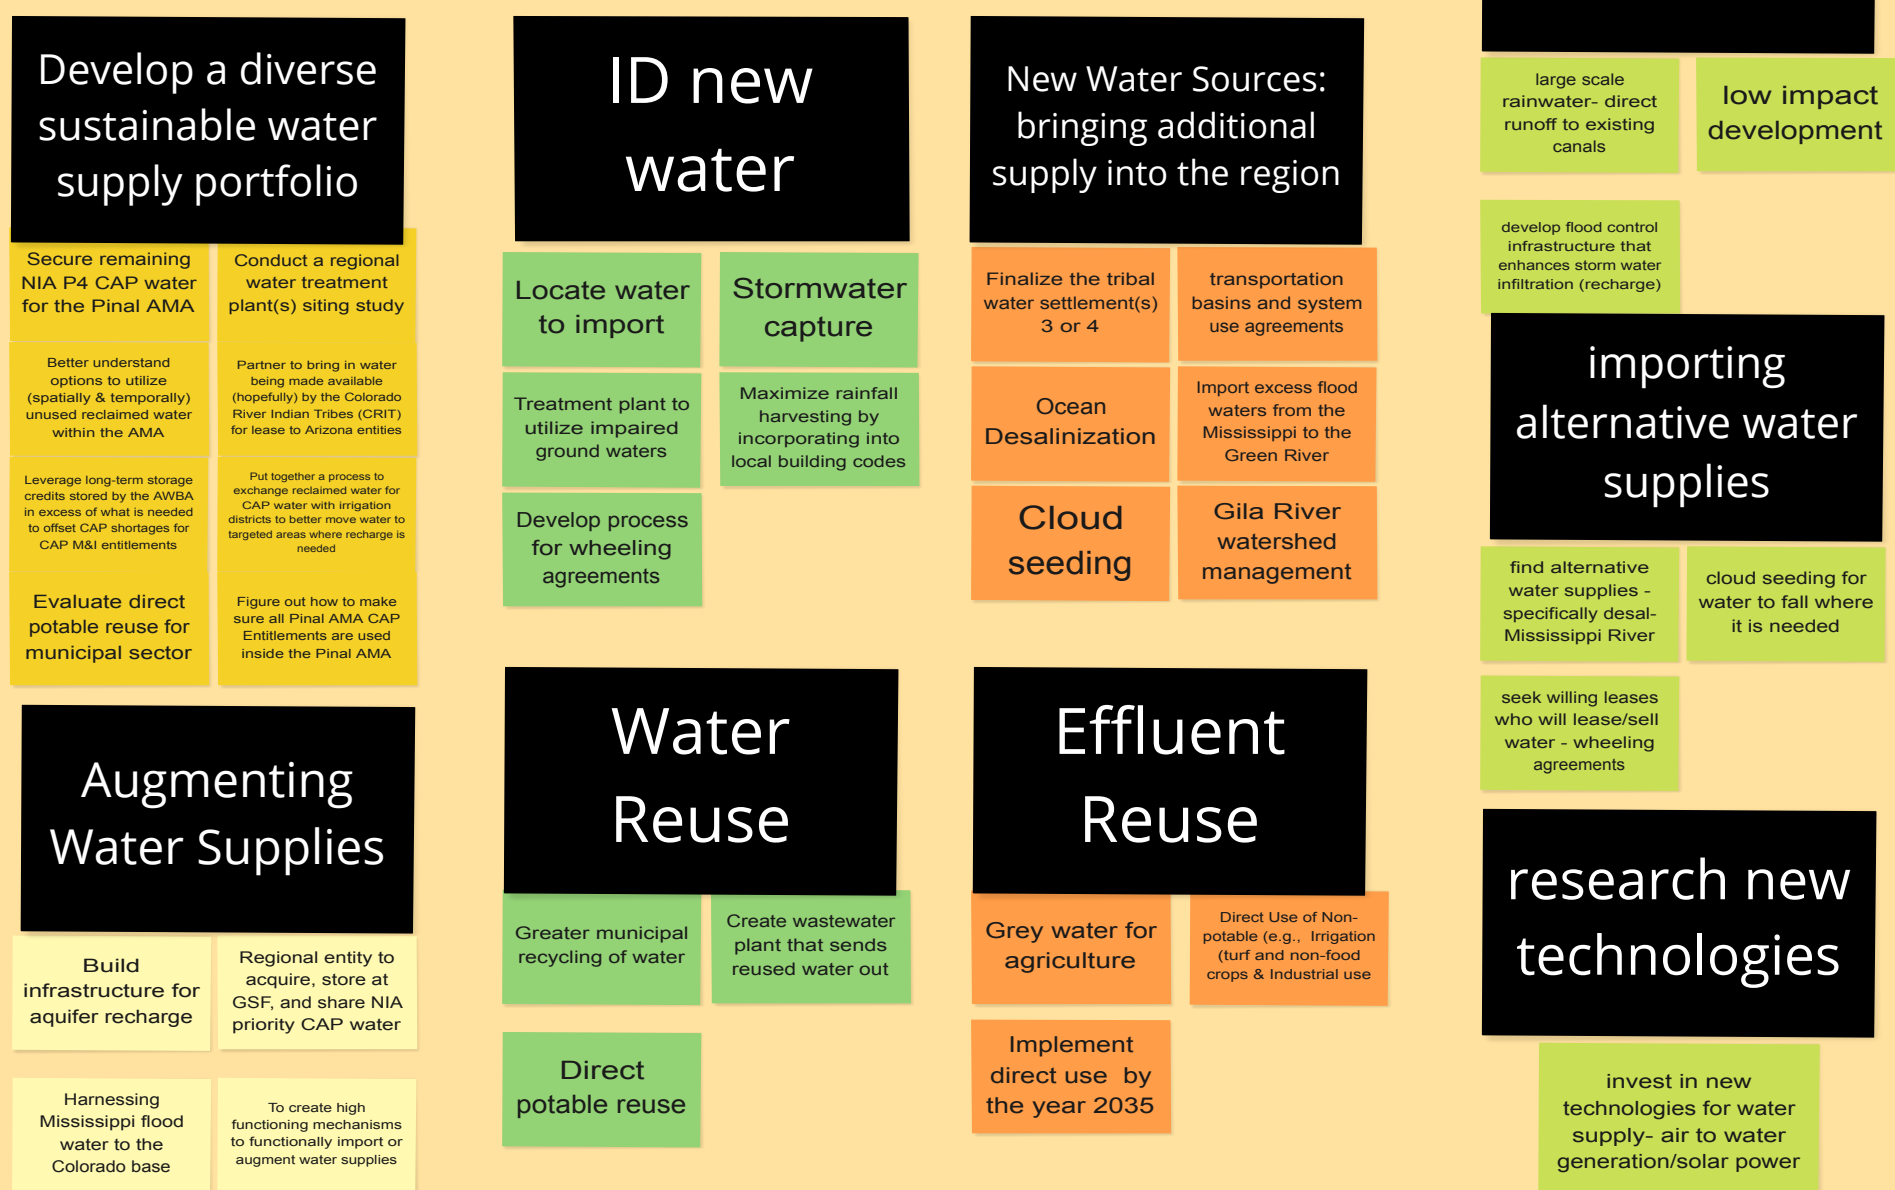 Develop a diverse
sustainable water
supply portfolio
Secure remaining
NIA P4 CAP water
for the Pinal AMA
Conduct a regional
water treatment
plant(s) siting study
Better understand
options to utilize
(spatially & temporally)
unused reclaimed water
within the AMA
Partner to bring in water
being made available
(hopefully) by the Colorado
River Indian Tribes (CRIT)
for lease to Arizona entities
Leverage long-term storage
credits stored by the AWBA
in excess of what is needed
to offset CAP shortages for
CAP M&I entitlements
Put together a process to
exchange reclaimed water for
CAP water with irrigation
districts to better move water to
targeted areas where recharge is
needed
Evaluate direct
potable reuse for
municipal sector
Figure out how to make
sure all Pinal AMA CAP
Entitlements are used
inside the Pinal AMA
Augmenting
Water Supplies
Build
infrastructure for
aquifer recharge
Regional entity to
acquire, store at
GSF, and share NIA
priority CAP water
Harnessing
Mississippi flood
water to the
Colorado base
To create high
functioning mechanisms
to functionally import or
augment water supplies
ID new
water
Locate water
to import
Stormwater
capture
Treatment plant to
utilize impaired
ground waters
Maximize rainfall
harvesting by
incorporating into
local building codes
Develop process
for wheeling
agreements
Water
Reuse
Greater municipal
recycling of water
Create wastewater
plant that sends
reused water out
Direct
potable reuse
New Water Sources:
bringing additional
supply into the region
Finalize the tribal
water settlement(s)
3 or 4
transportation
basins and system
use agreements
Ocean
Desalinization
Import excess flood
waters from the
Mississippi to the
Green River
Cloud
seeding
Gila River
watershed
management
Effluent
Reuse
Grey water for
agriculture
Direct Use of Non-
potable (e.g., Irrigation
(turf and non-food
crops & Industrial use
Implement
direct use by
the year 2035
large scale
rainwater- direct
runoff to existing
canals
low impact
development
develop flood control
infrastructure that
enhances storm water
infiltration (recharge)
importing
alternative water
supplies
find alternative
water supplies -
specifically desal-
Mississippi River
cloud seeding for
water to fall where
it is needed
seek willing leases
who will lease/sell
water - wheeling
agreements
research new
technologies
invest in new
technologies for water
supply- air to water
generation/solar power